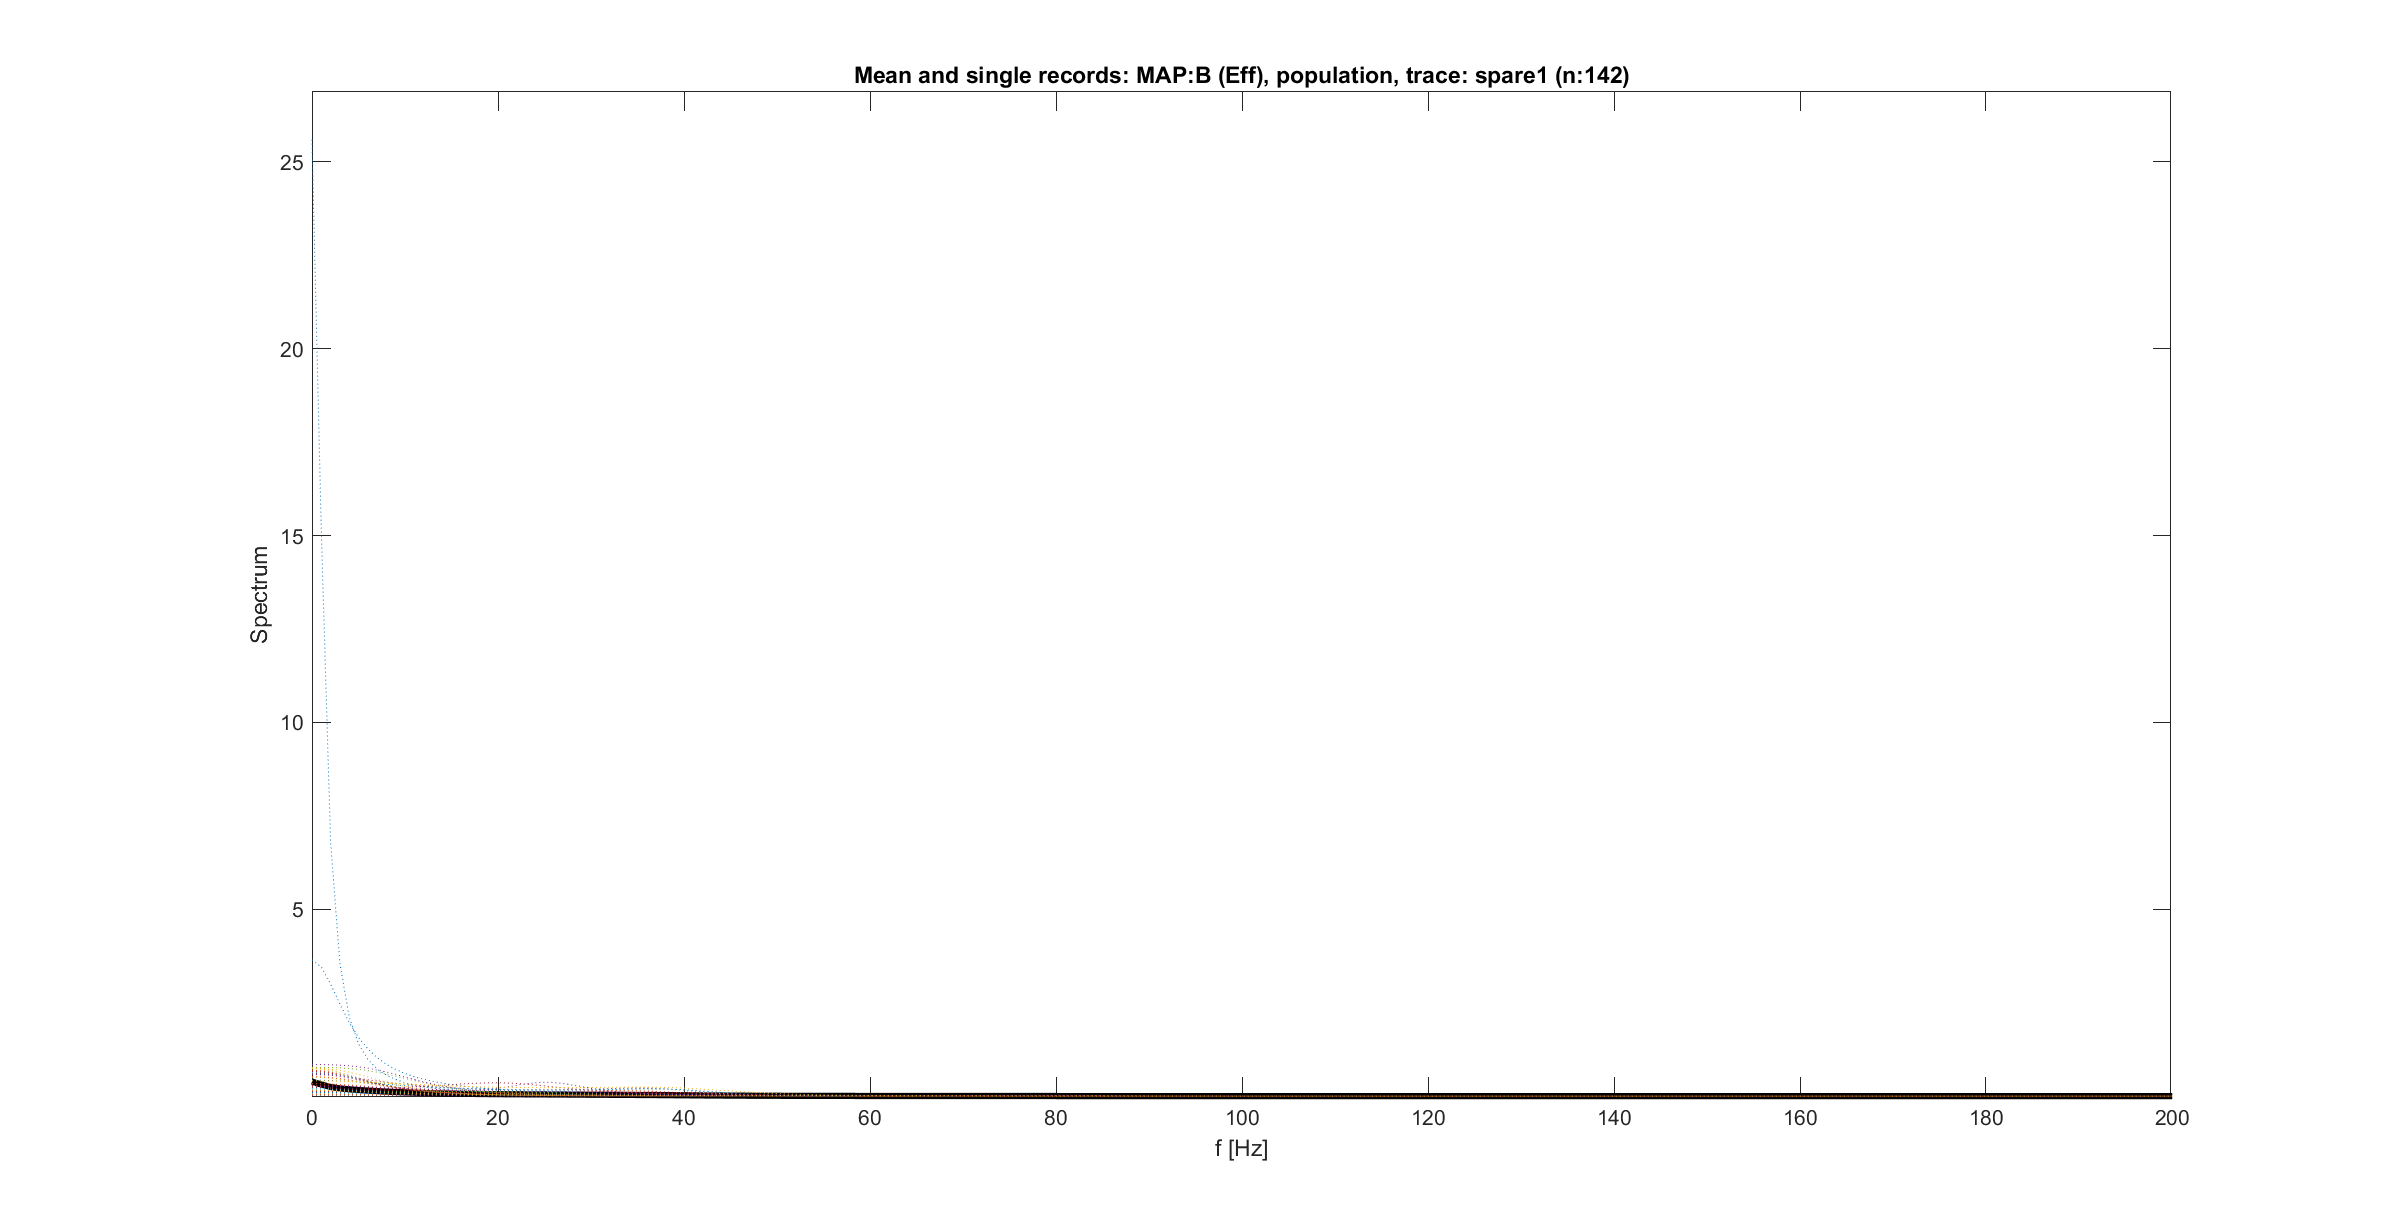 Mean and single records: MAP:B (Eff), population, trace: spare1 (n:142)
25
20
15
10
5
Spectrum
0 20 40 60 80 100 120 140 160 180 200
f [Hz]